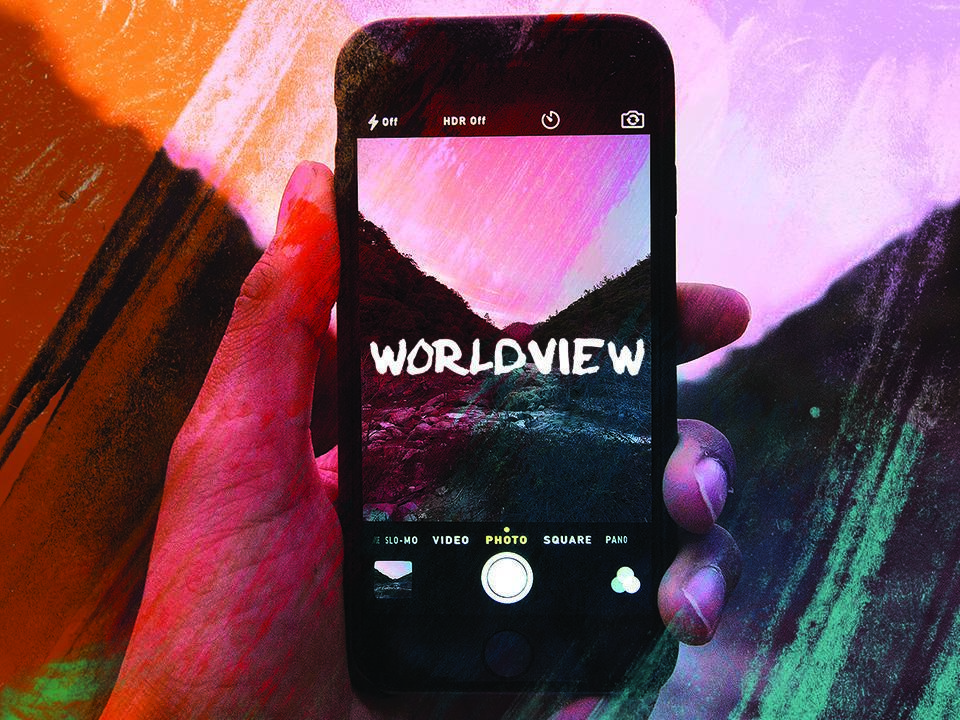 Off HDR Off
WORLDVIEW
SLO-MO VIDEO PHOTO SQUARE PANO